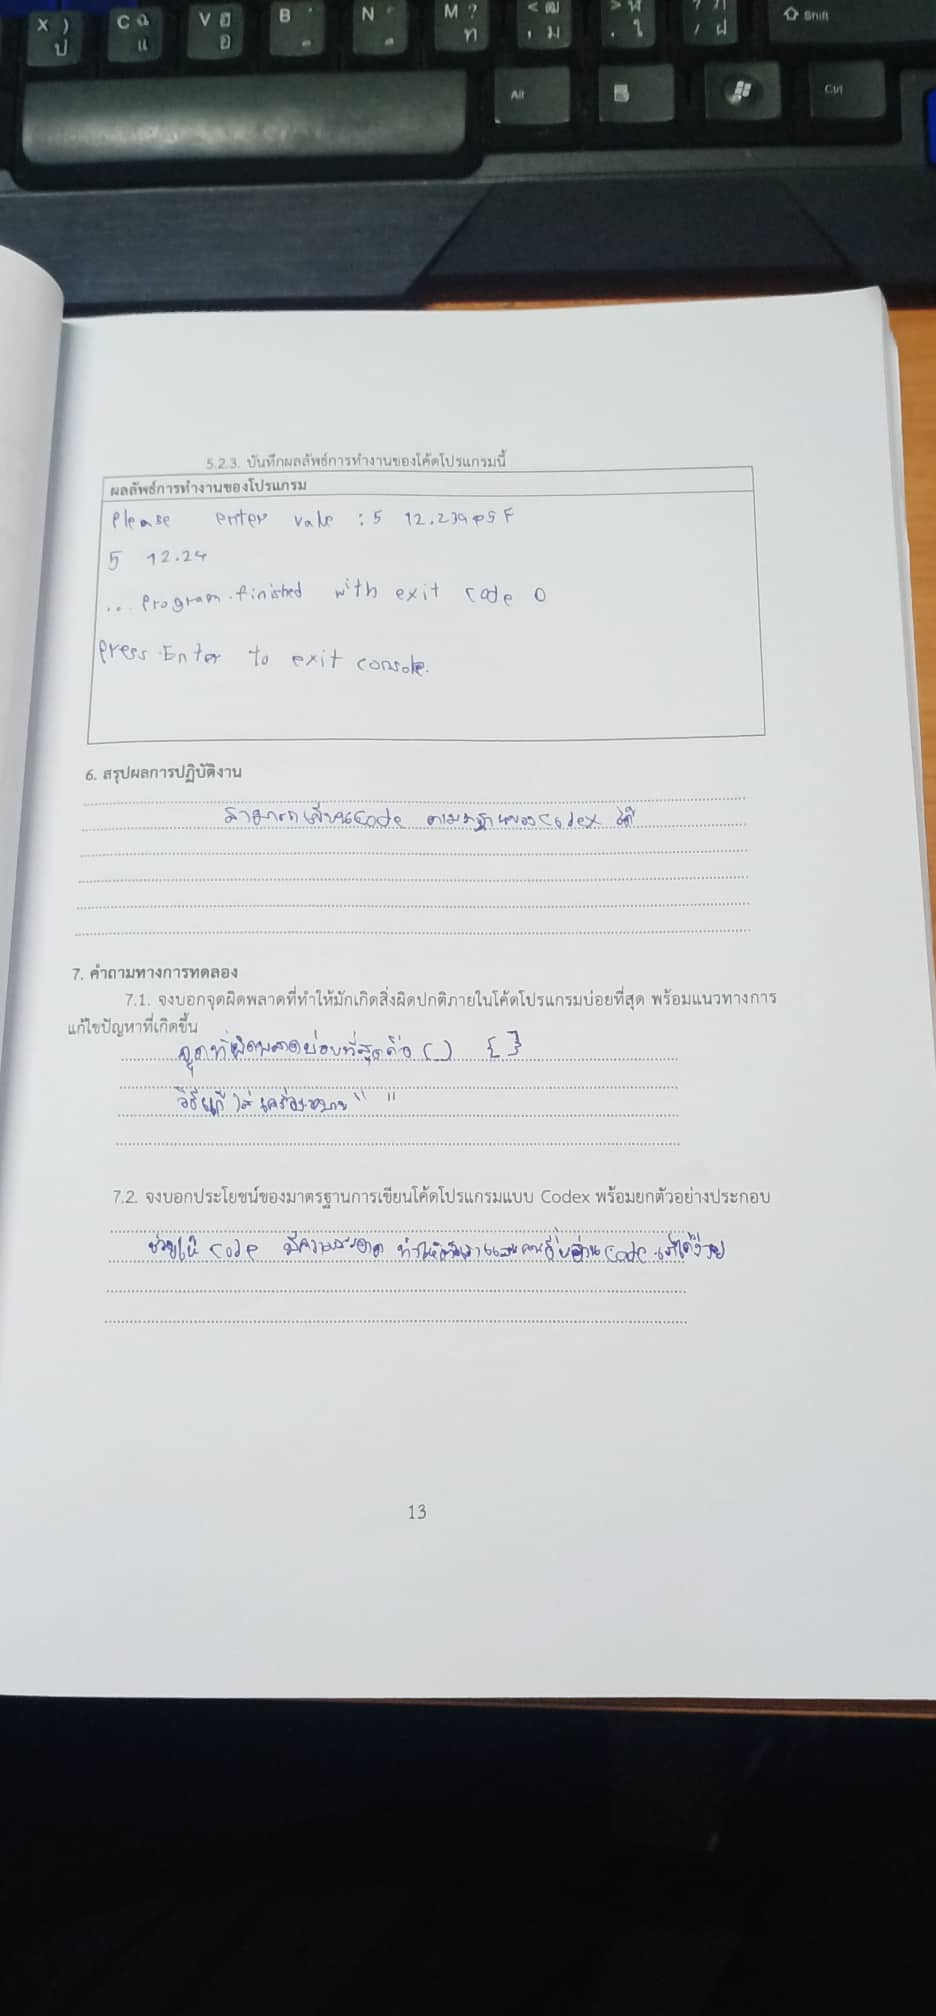 X ) ป
C ฉ แ
V ฮ อ
B
N
M ? ท
< ฒ , ม
> ฬ . ใ
? ฦ / ฝ
Shift
Alt
Ctrl
5.2.3. บันทึกผลลัพธ์การทำงานของโค้ดโปรแกรมนี้
ผลลัพธ์การทำงานของโปรแกรม
Please enter value : 5 12.239
5 12.24
... Program finished with exit code 0
Press Enter to exit console.
6. สรุปผลการปฏิบัติงาน
สามารถเขียนCode ตามมาตฐานของCodex ได้
7. คำถามทางการทดลอง
7.1. จงบอกจุดผิดพลาดที่ทำให้มักเกิดสิ่งผิดปกติภายในโค้ดโปรแกรมบ่อยที่สุด พร้อมแนวทางการ
แก้ไขปัญหาที่เกิดขึ้น
จุดที่ผิดพลาดบ่อยที่สุดคือ ( ) { }
วิธีแก้ ใส่เครื่องหมาย " "
7.2. จงบอกประโยชน์ของมาตรฐานการเขียนโค้ดโปรแกรมแบบ Codex พร้อมยกตัวอย่างประกอบ
ช่วยให้ code มีความสะอาด ทำให้ตัวเราและคนอื่นอ่านcode ได้ง่าย
13